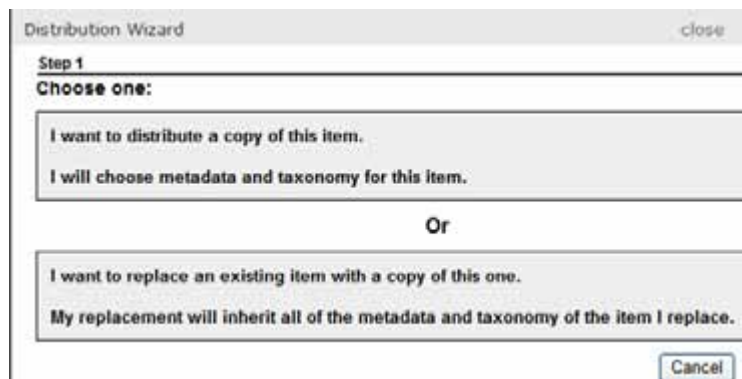 Distribution Wizard close
Step 1
Choose one:
I want to distribute a copy of this item.
I will choose metadata and taxonomy for this item.
Or
I want to replace an existing item with a copy of this one.
My replacement will inherit all of the metadata and taxonomy of the item I replace.
Cancel